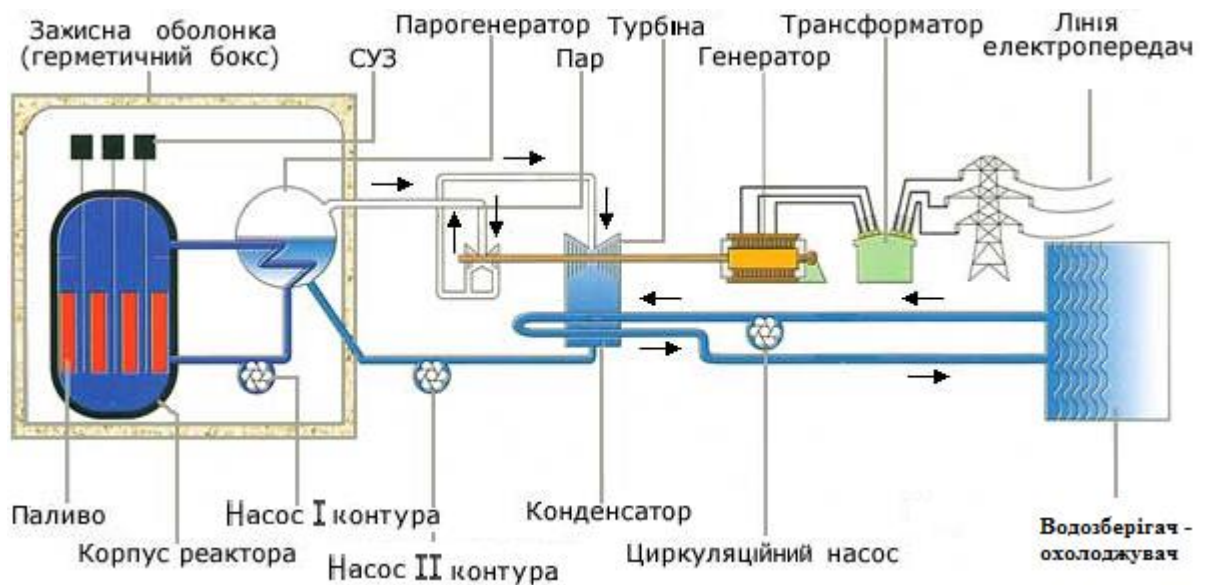 Захисна оболонка
(герметичний бокс)
СУЗ
Парогенератор
Пар
Турбіна
Генератор
Трансформатор
Лінія
електропередач
Паливо
Корпус реактора
Насос I контура
Насос II контура
Конденсатор
Циркуляційний насос
Водозберігач -
охолоджувач